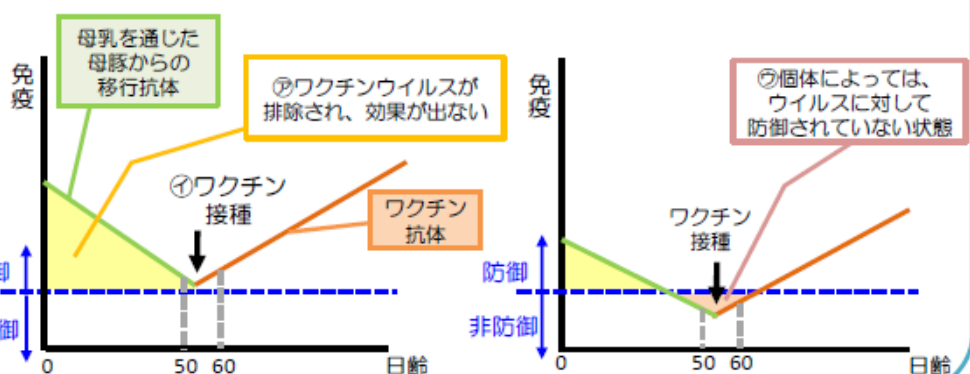 免疫
母乳を通じた
母豚からの
移行抗体
㋐ワクチンウイルスが
排除され、効果が出ない
㋑ワクチン
接種
ワクチン
抗体
御
御
0
50
60
日齢
免疫
㋒個体によっては、
ウイルスに対して
防御されていない状態
ワクチン
接種
防御
非防御
0
50
60
日齢